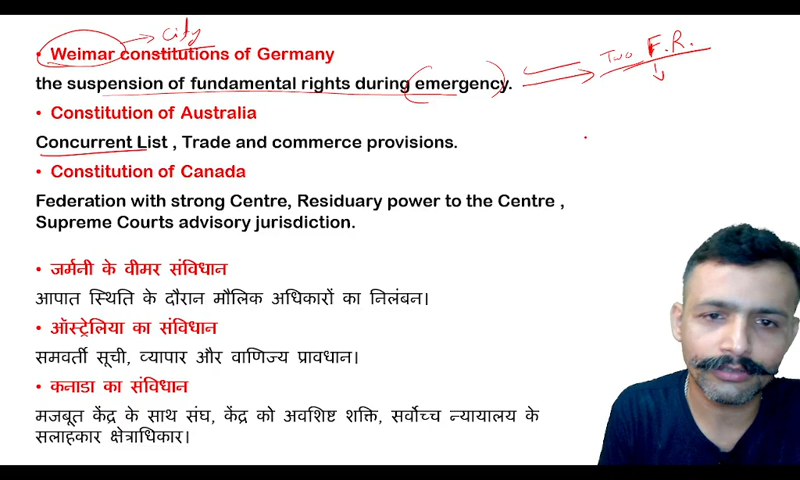 City
• Weimar constitutions of Germany
Two F.R.
the suspension of fundamental rights during emergency.
• Constitution of Australia
Concurrent List , Trade and commerce provisions.
• Constitution of Canada
Federation with strong Centre, Residuary power to the Centre ,
Supreme Courts advisory jurisdiction.
• जर्मनी के वीमर संविधान
आपात स्थिति के दौरान मौलिक अधिकारों का निलंबन।
• ऑस्ट्रेलिया का संविधान
समवर्ती सूची, व्यापार और वाणिज्य प्रावधान।
• कनाडा का संविधान
मजबूत केंद्र के साथ संघ, केंद्र को अवशिष्ट शक्ति, सर्वोच्च न्यायालय के
सलाहकार क्षेत्राधिकार।